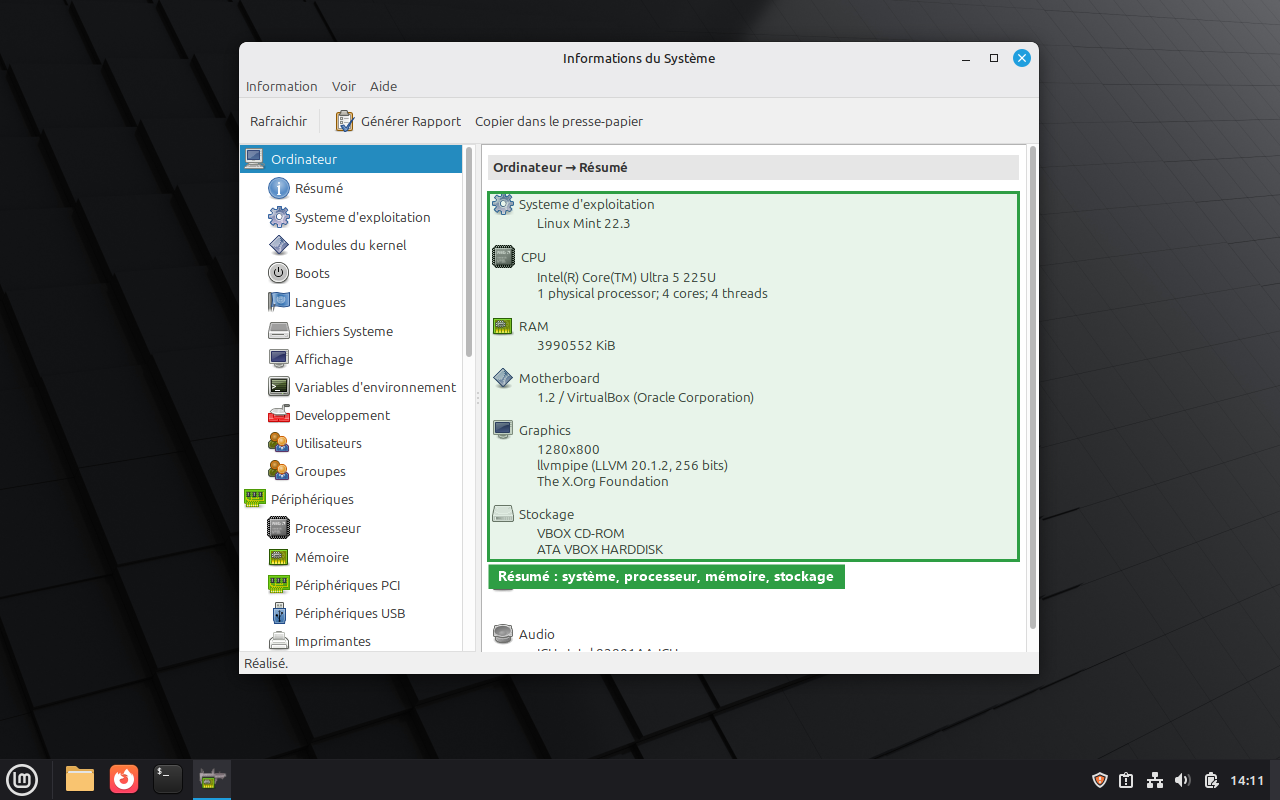 Informations du Système
Information Voir Aide
Rafraichir Générer Rapport Copier dans le presse-papier
Ordinateur
Résumé
Systeme d'exploitation
Modules du kernel
Boots
Langues
Fichiers Systeme
Affichage
Variables d'environnement
Developpement
Utilisateurs
Groupes
Périphériques
Processeur
Mémoire
Périphériques PCI
Périphériques USB
Imprimantes
Ordinateur → Résumé
Systeme d'exploitation
Linux Mint 22.3
CPU
Intel(R) Core(TM) Ultra 5 225U
1 physical processor; 4 cores; 4 threads
RAM
3990552 KiB
Motherboard
1.2 / VirtualBox (Oracle Corporation)
Graphics
1280x800
llvmpipe (LLVM 20.1.2, 256 bits)
The X.Org Foundation
Stockage
VBOX CD-ROM
ATA VBOX HARDDISK
Résumé : système, processeur, mémoire, stockage
Audio
Réalisé.
14:11